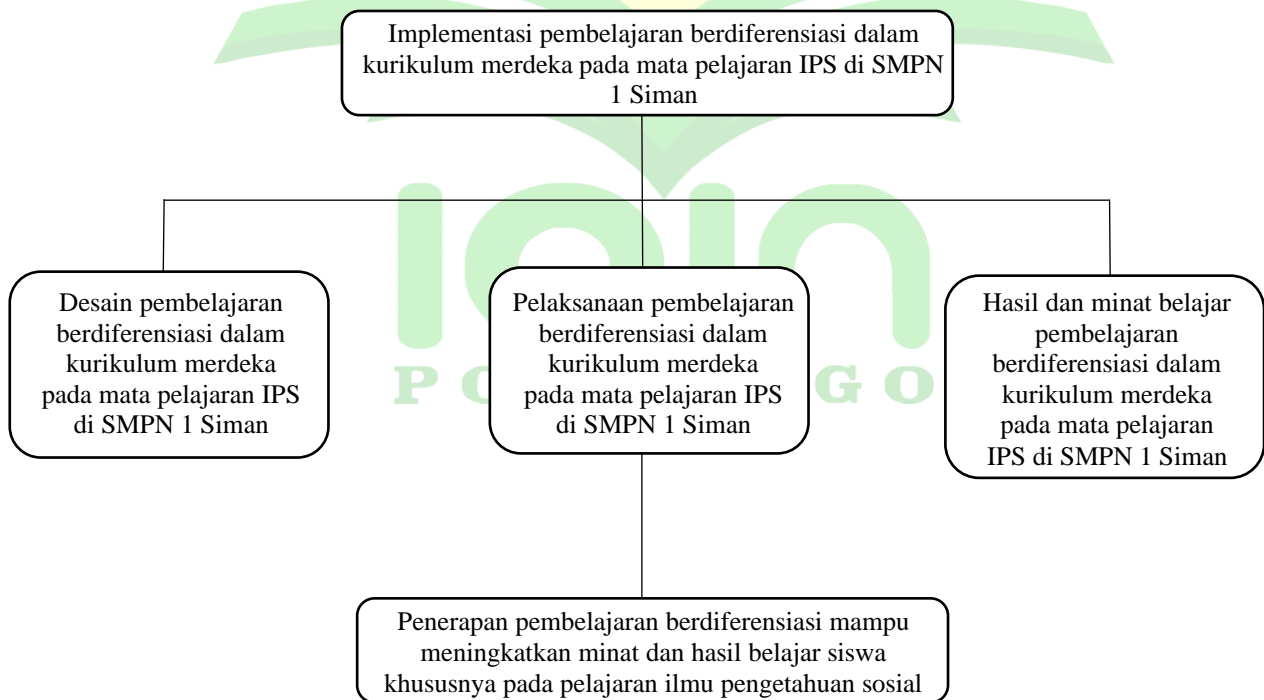 Implementasi pembelajaran berdiferensiasi dalam
kurikulum merdeka pada mata pelajaran IPS di SMPN
1 Siman
Desain pembelajaran
berdiferensiasi dalam
kurikulum merdeka
pada mata pelajaran IPS
di SMPN 1 Siman
Pelaksanaan pembelajaran
berdiferensiasi dalam
kurikulum merdeka
pada mata pelajaran IPS
di SMPN 1 Siman
Hasil dan minat belajar
pembelajaran
berdiferensiasi dalam
kurikulum merdeka
pada mata pelajaran
IPS di SMPN 1 Siman
Penerapan pembelajaran berdiferensiasi mampu
meningkatkan minat dan hasil belajar siswa
khususnya pada pelajaran ilmu pengetahuan sosial
iain